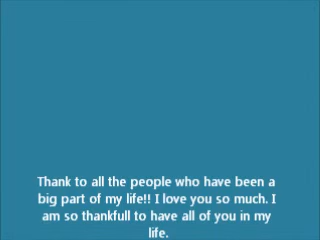 Thank to all the people who have been a
big part of my life!! I love you so much. I
am so thankfull to have all of you in my
life.